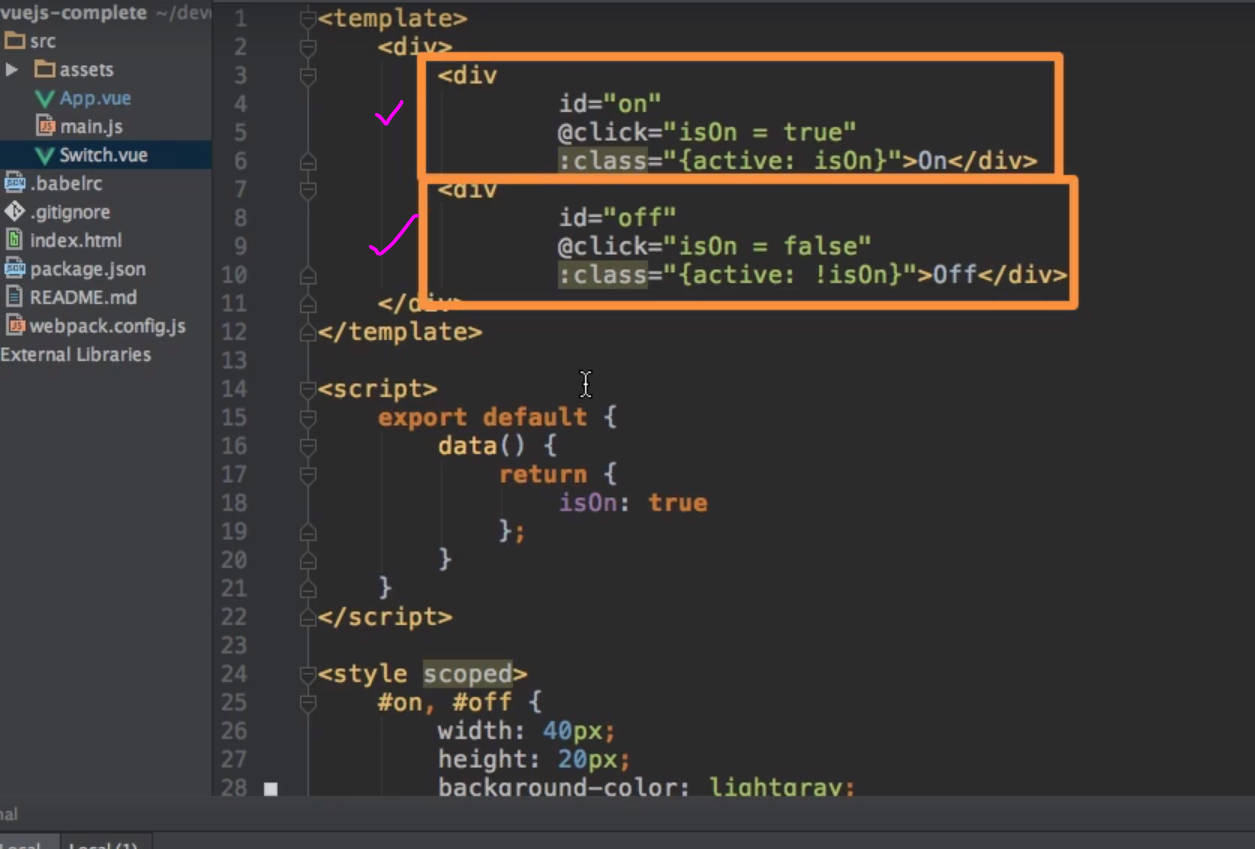 vuejs-complete ~/dev
src
assets
App.vue
main.js
Switch.vue
.babelrc
.gitignore
index.html
package.json
README.md
webpack.config.js
External Libraries
1 <template>
2 <div>
3 <div
4 id="on"
5 @click="isOn = true"
6 :class="{active: isOn}">On</div>
7 <div
8 id="off"
9 @click="isOn = false"
10 :class="{active: !isOn}">Off</div>
11 </div>
12 </template>
13
14 <script>
15 export default {
16 data() {
17 return {
18 isOn: true
19 };
20 }
21 }
22 </script>
23
24 <style scoped>
25 #on, #off {
26 width: 40px;
27 height: 20px;
28 background-color: lightgray;
Local Local (1)